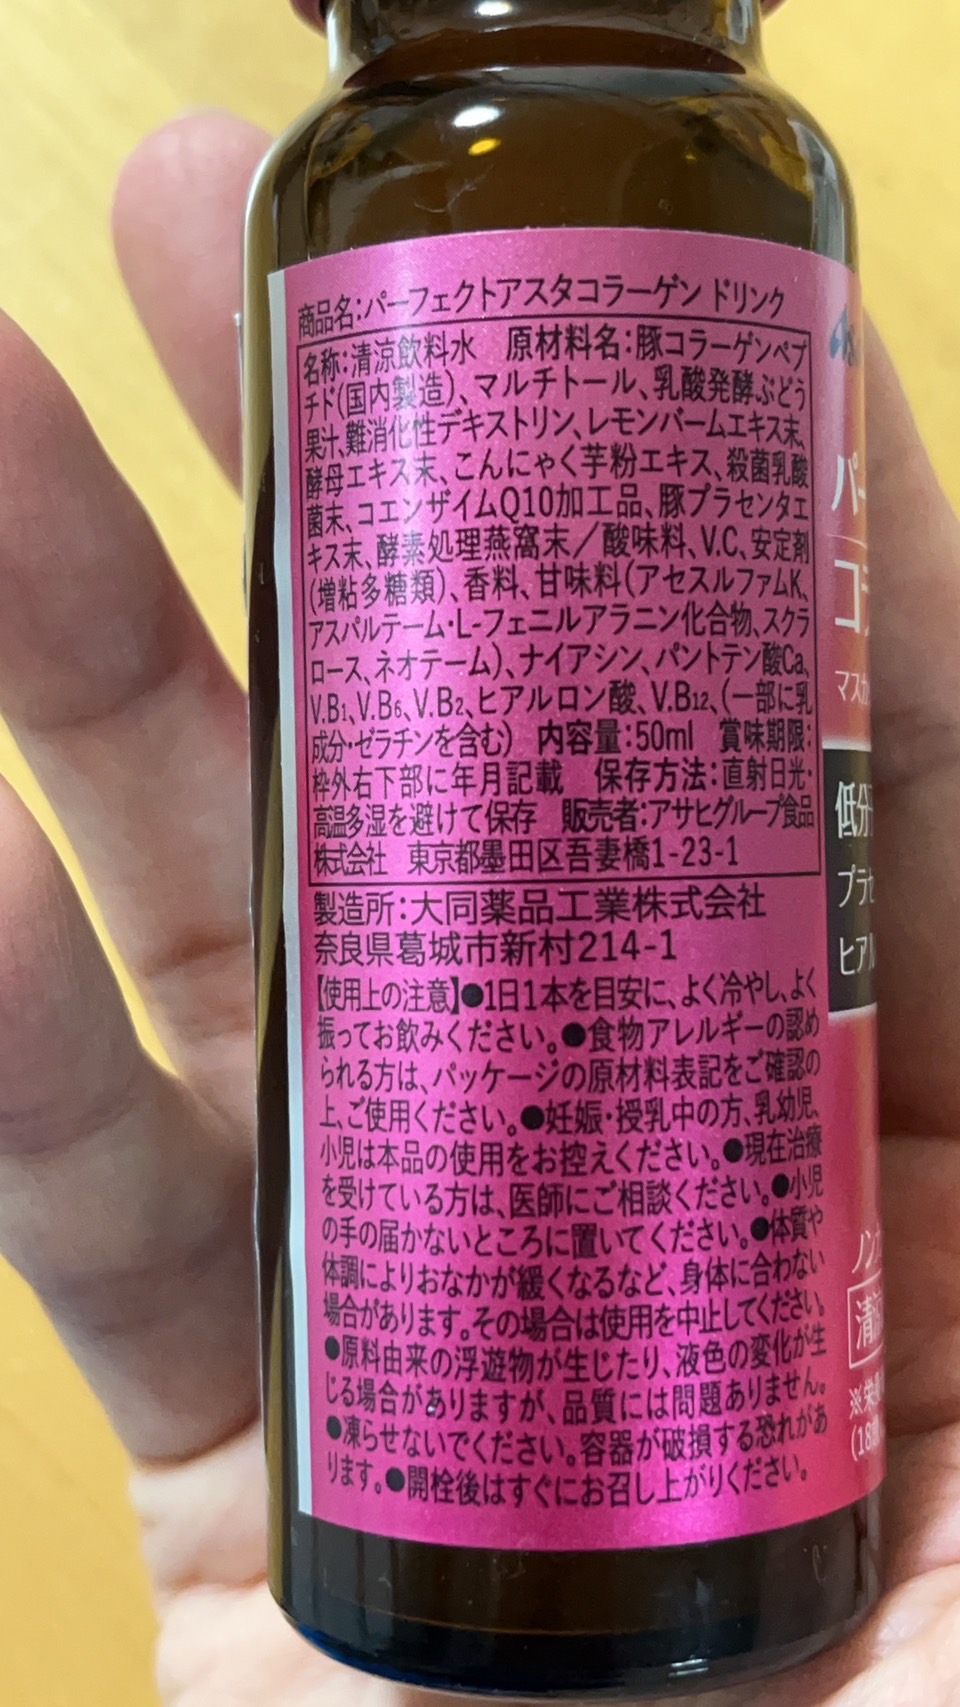 商品名:パーフェクトアスタコラーゲン ドリンク
名称:清涼飲料水 原材料名:豚コラーゲンペプ
チド(国内製造)、マルチトール、乳酸発酵ぶどう
果汁、難消化性デキストリン、レモンバームエキス末、
酵母エキス末、こんにゃく芋粉エキス、殺菌乳酸
菌末、コエンザイムQ10加工品、豚プラセンタエ
キス末、酵素処理燕窩末/酸味料、V.C、安定剤
(増粘多糖類)、香料、甘味料(アセスルファムK、
アスパルテーム・L-フェニルアラニン化合物、スクラ
ロース、ネオテーム)、ナイアシン、パントテン酸Ca、
V.B1、V.B6、V.B2、ヒアルロン酸、V.B12、(一部に乳
成分・ゼラチンを含む) 内容量:50ml 賞味期限:
枠外右下部に年月記載 保存方法:直射日光・
高温多湿を避けて保存 販売者:アサヒグループ食品
株式会社 東京都墨田区吾妻橋1-23-1
製造所:大同薬品工業株式会社
奈良県葛城市新村214-1
【使用上の注意】●1日1本を目安に、よく冷やし、よく
振ってお飲みください。●食物アレルギーの認め
られる方は、パッケージの原材料表記をご確認の
上、ご使用ください。●妊娠・授乳中の方、乳幼児、
小児は本品の使用をお控えください。●現在治療
を受けている方は、医師にご相談ください。●小児
の手の届かないところに置いてください。●体質や
体調によりおなかが緩くなるなど、身体に合わない
場合があります。その場合は使用を中止してください。
●原料由来の浮遊物が生じたり、液色の変化が生
じる場合がありますが、品質には問題ありません。
●凍らせないでください。容器が破損する恐れがあ
ります。●開栓後はすぐにお召し上がりください。
パー
コラ
マスカ
低分
プラセ
ヒアル
ノン
清涼
※栄
(18